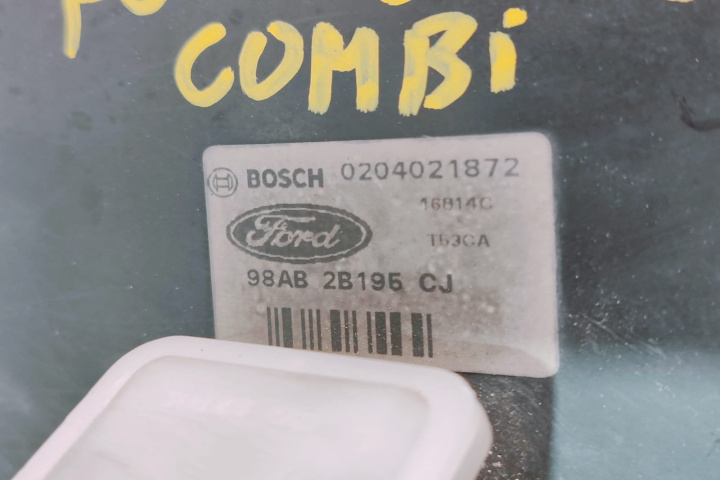 COMBi
BOSCH 0204021872
16814C
Ford
T53CA
98AB 2B195 CJ